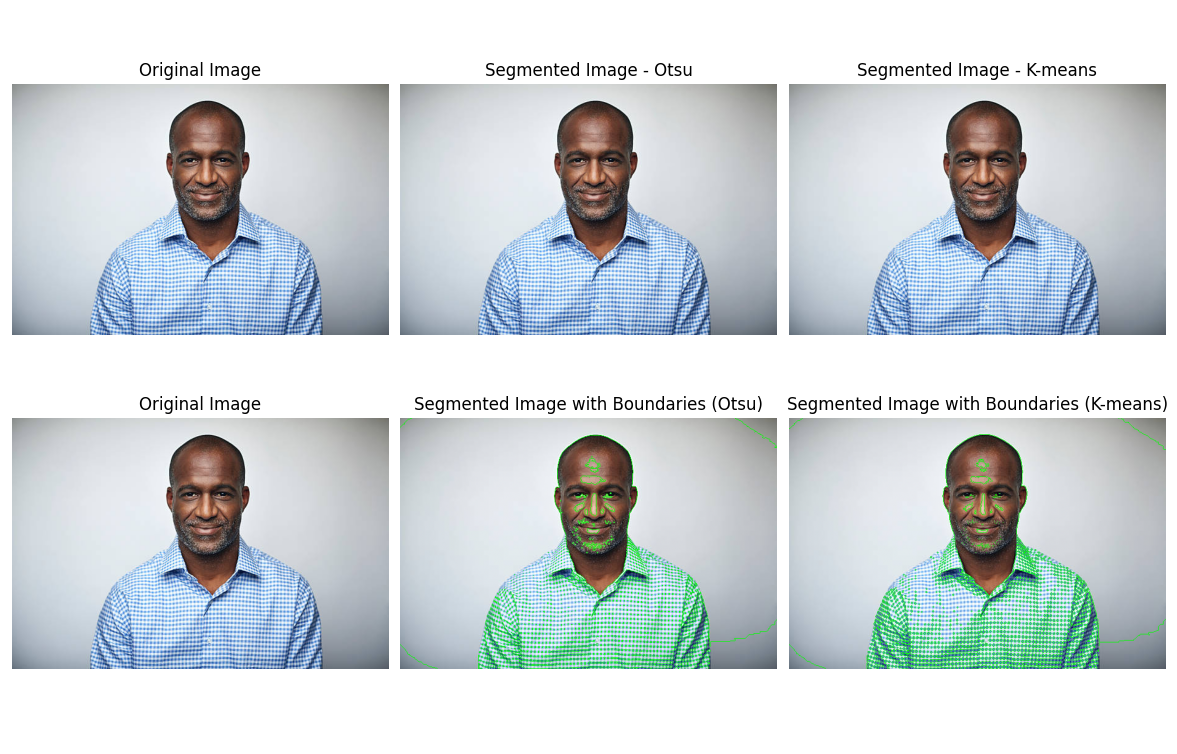 Original Image
Segmented Image - Otsu
Segmented Image - K-means
Original Image
Segmented Image with Boundaries (Otsu)
Segmented Image with Boundaries (K-means)